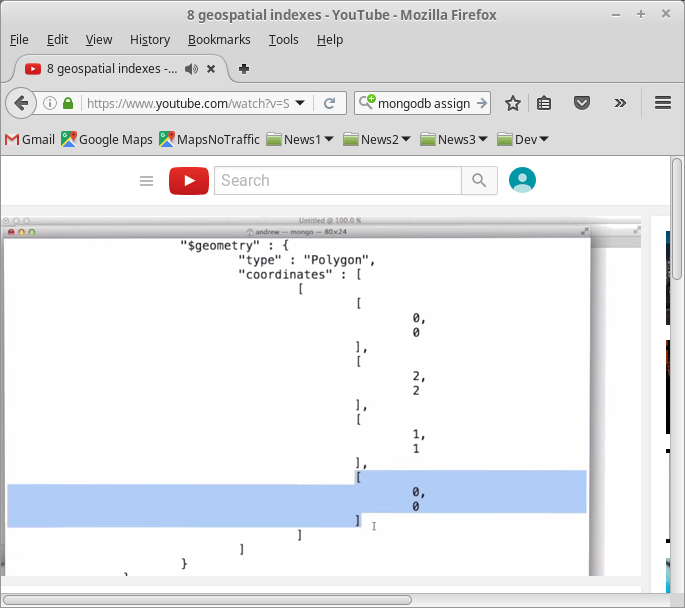 8 geospatial indexes - YouTube - Mozilla Firefox
File Edit View History Bookmarks Tools Help
8 geospatial indexes -...
https://www.youtube.com/watch?v=S mongodb assign
Gmail Google Maps MapsNoTraffic News1 News2 News3 Dev
Search
Untitled @ 100.0 %
andrew — mongo — 80×24
"$geometry" : {
"type" : "Polygon",
"coordinates" : [
[
[
0,
0
],
[
2,
2
],
[
1,
1
],
[
0,
0
]
]
]
}